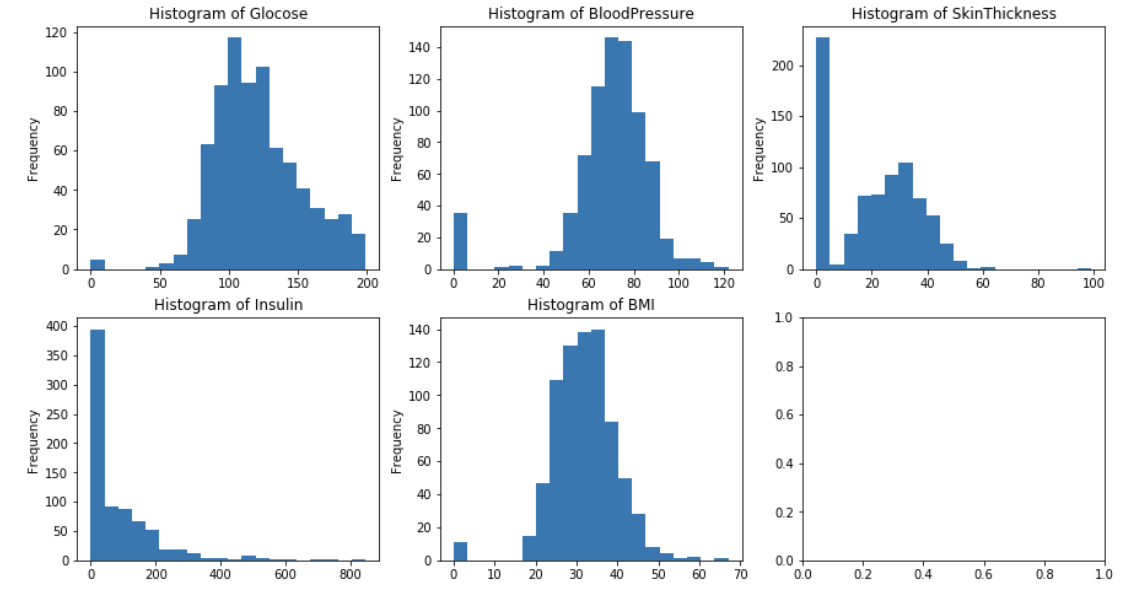 Histogram of Glocose
Histogram of BloodPressure
Histogram of SkinThickness
Frequency
120
100
80
60
40
20
0
0 50 100 150 200
Frequency
140
120
100
80
60
40
20
0
0 20 40 60 80 100 120
Frequency
200
150
100
50
0
0 20 40 60 80 100
Histogram of Insulin
Histogram of BMI
Frequency
400
350
300
250
200
150
100
50
0
0 200 400 600 800
Frequency
140
120
100
80
60
40
20
0
0 10 20 30 40 50 60 70
1.0
0.8
0.6
0.4
0.2
0.0
0.0 0.2 0.4 0.6 0.8 1.0